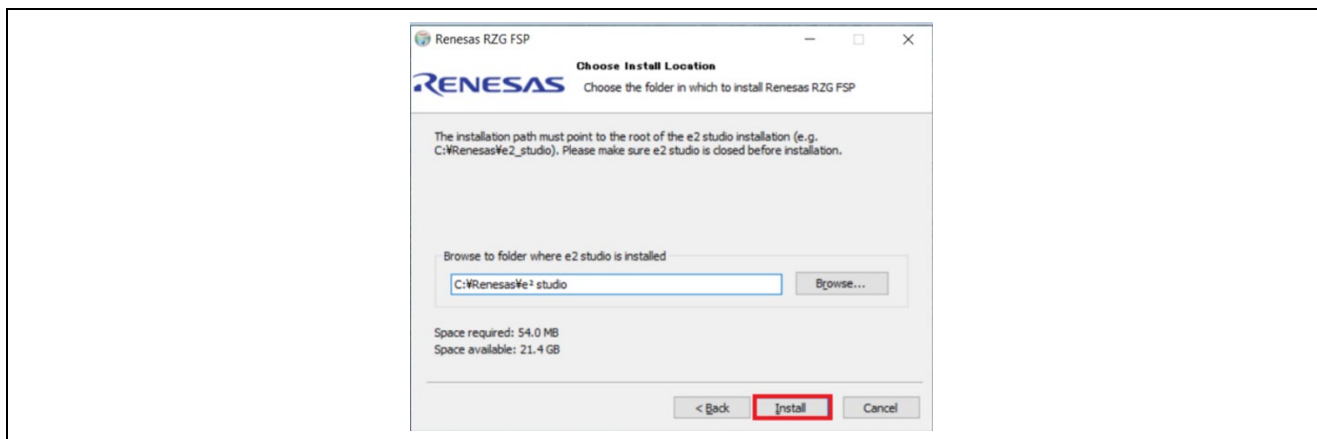 Renesas RZG FSP
RENESAS
Choose Install Location
Choose the folder in which to install Renesas RZG FSP
The installation path must point to the root of the e2 studio installation (e.g.
C:¥Renesas¥e2_studio). Please make sure e2 studio is closed before installation.
Browse to folder where e2 studio is installed
C:¥Renesas¥e² studio
Browse...
Space required: 54.0 MB
Space available: 21.4 GB
< Back
Install
Cancel